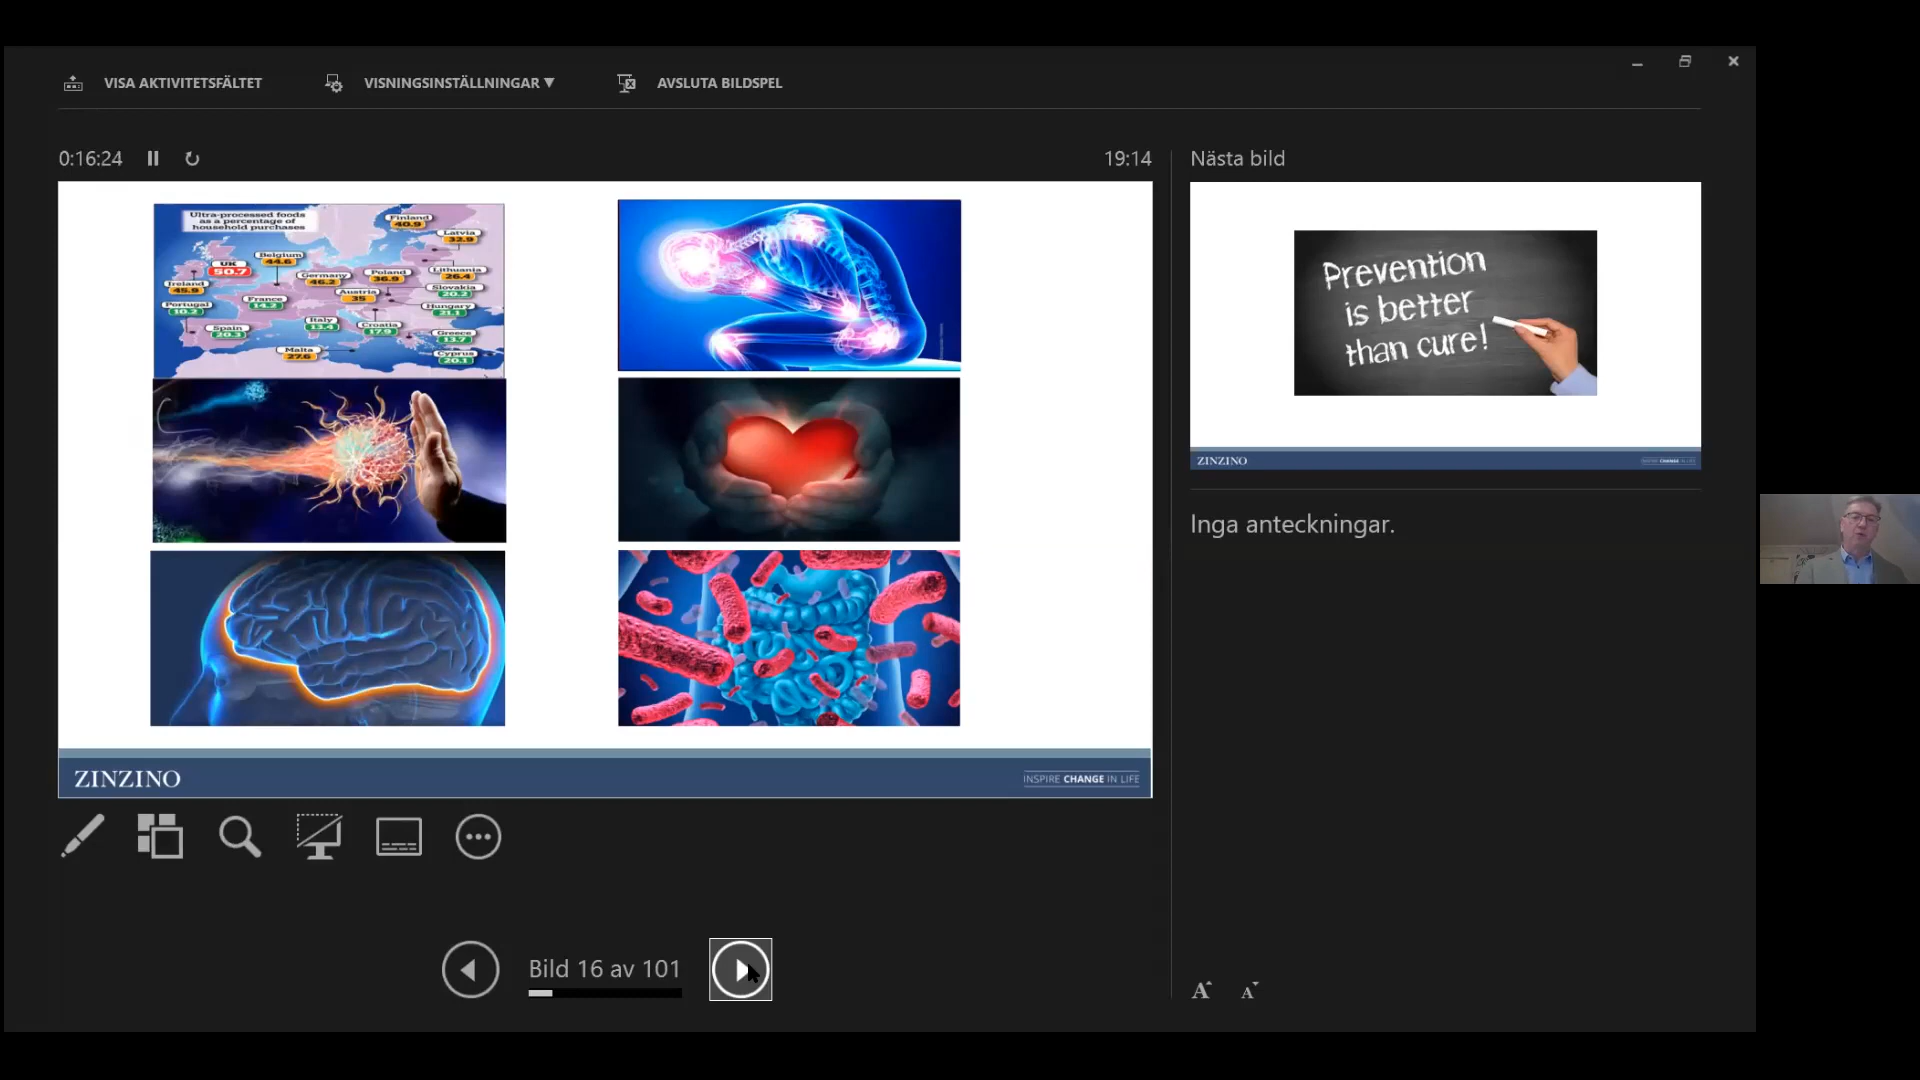 VISA AKTIVITETSFÄLTET
VISNINGSINSTÄLLNINGAR ▼
AVSLUTA BILDSPEL
0:16:24
19:14
Nästa bild
Ultra-processed foods
as a percentage of
household purchases
Finland
40.9
Latvia
32.9
UK
50.7
Belgium
44.6
Germany
46.2
Poland
36.9
Lithuania
26.4
Ireland
45.9
Austria
35
Slovakia
20.2
Portugal
10.2
France
14.2
Hungary
21.1
Spain
20.3
Italy
13.4
Croatia
17.9
Greece
13.7
Malta
27.6
Cyprus
20.1
ZINZINO
INSPIRE CHANGE IN LIFE
Prevention
is better
than cure!
ZINZINO
Inga anteckningar.
Bild 16 av 101